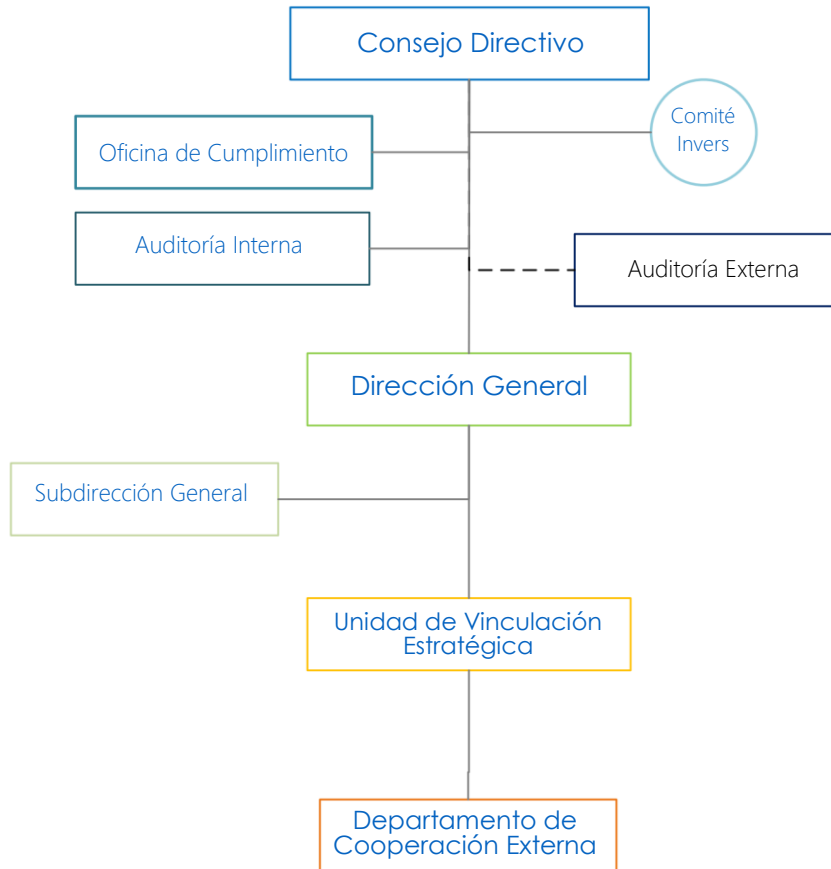 Consejo Directivo
Comité
Invers
Oficina de Cumplimiento
Auditoría Interna
Auditoría Externa
Dirección General
Subdirección General
Unidad de Vinculación
Estratégica
Departamento de
Cooperación Externa